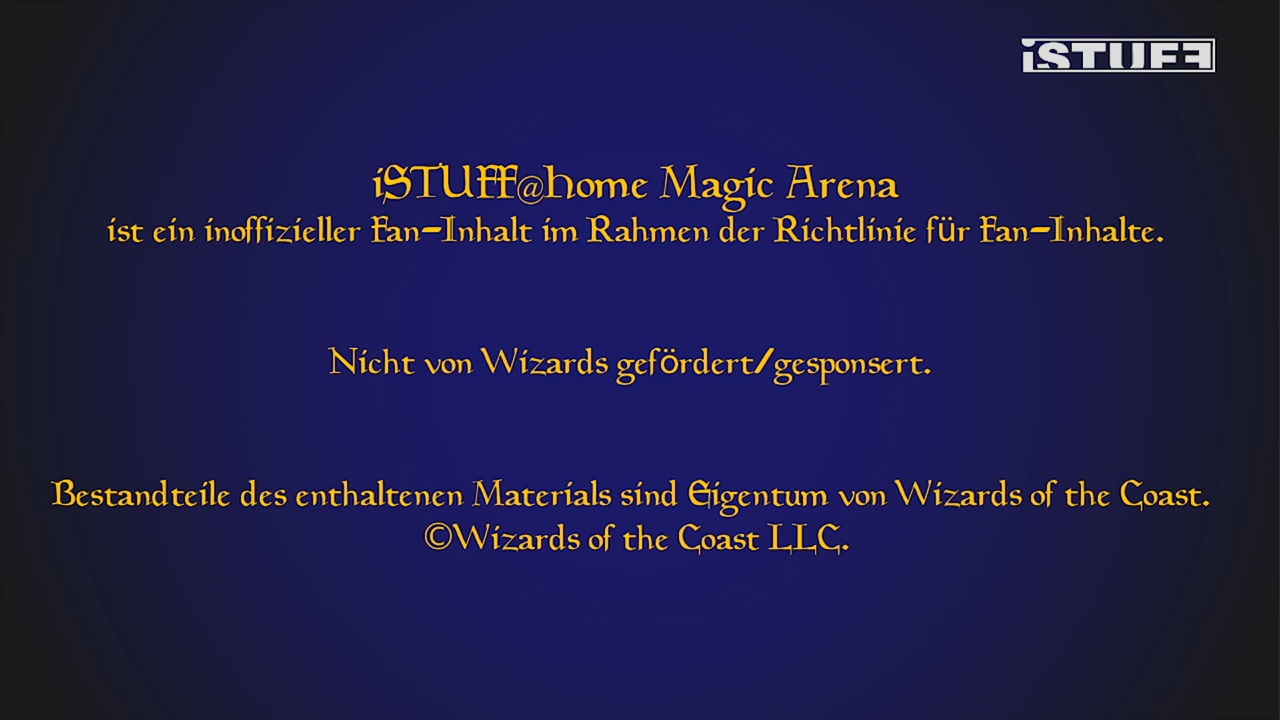 iSTUFF
iSTUFF@home Magic Arena
ist ein inoffizieller Fan-Inhalt im Rahmen der Richtlinie für Fan-Inhalte.
Nicht von Wizards gefördert/gesponsert.
Bestandteile des enthaltenen Materials sind Eigentum von Wizards of the Coast.
©Wizards of the Coast LLC.